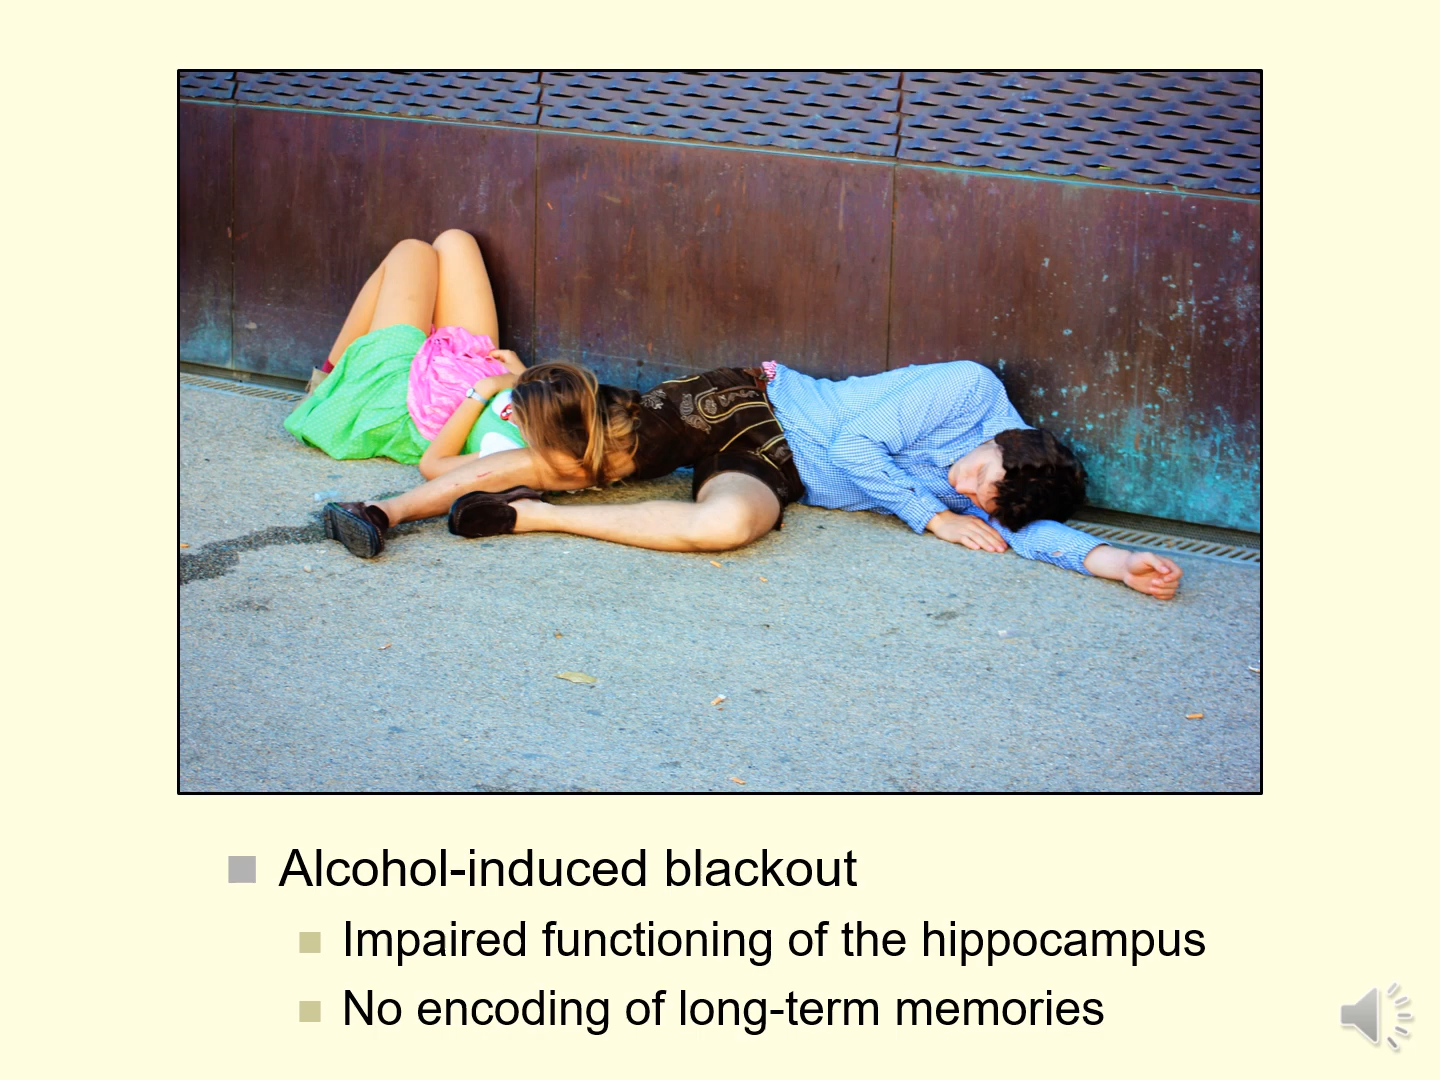 Alcohol-induced blackout
Impaired functioning of the hippocampus
No encoding of long-term memories